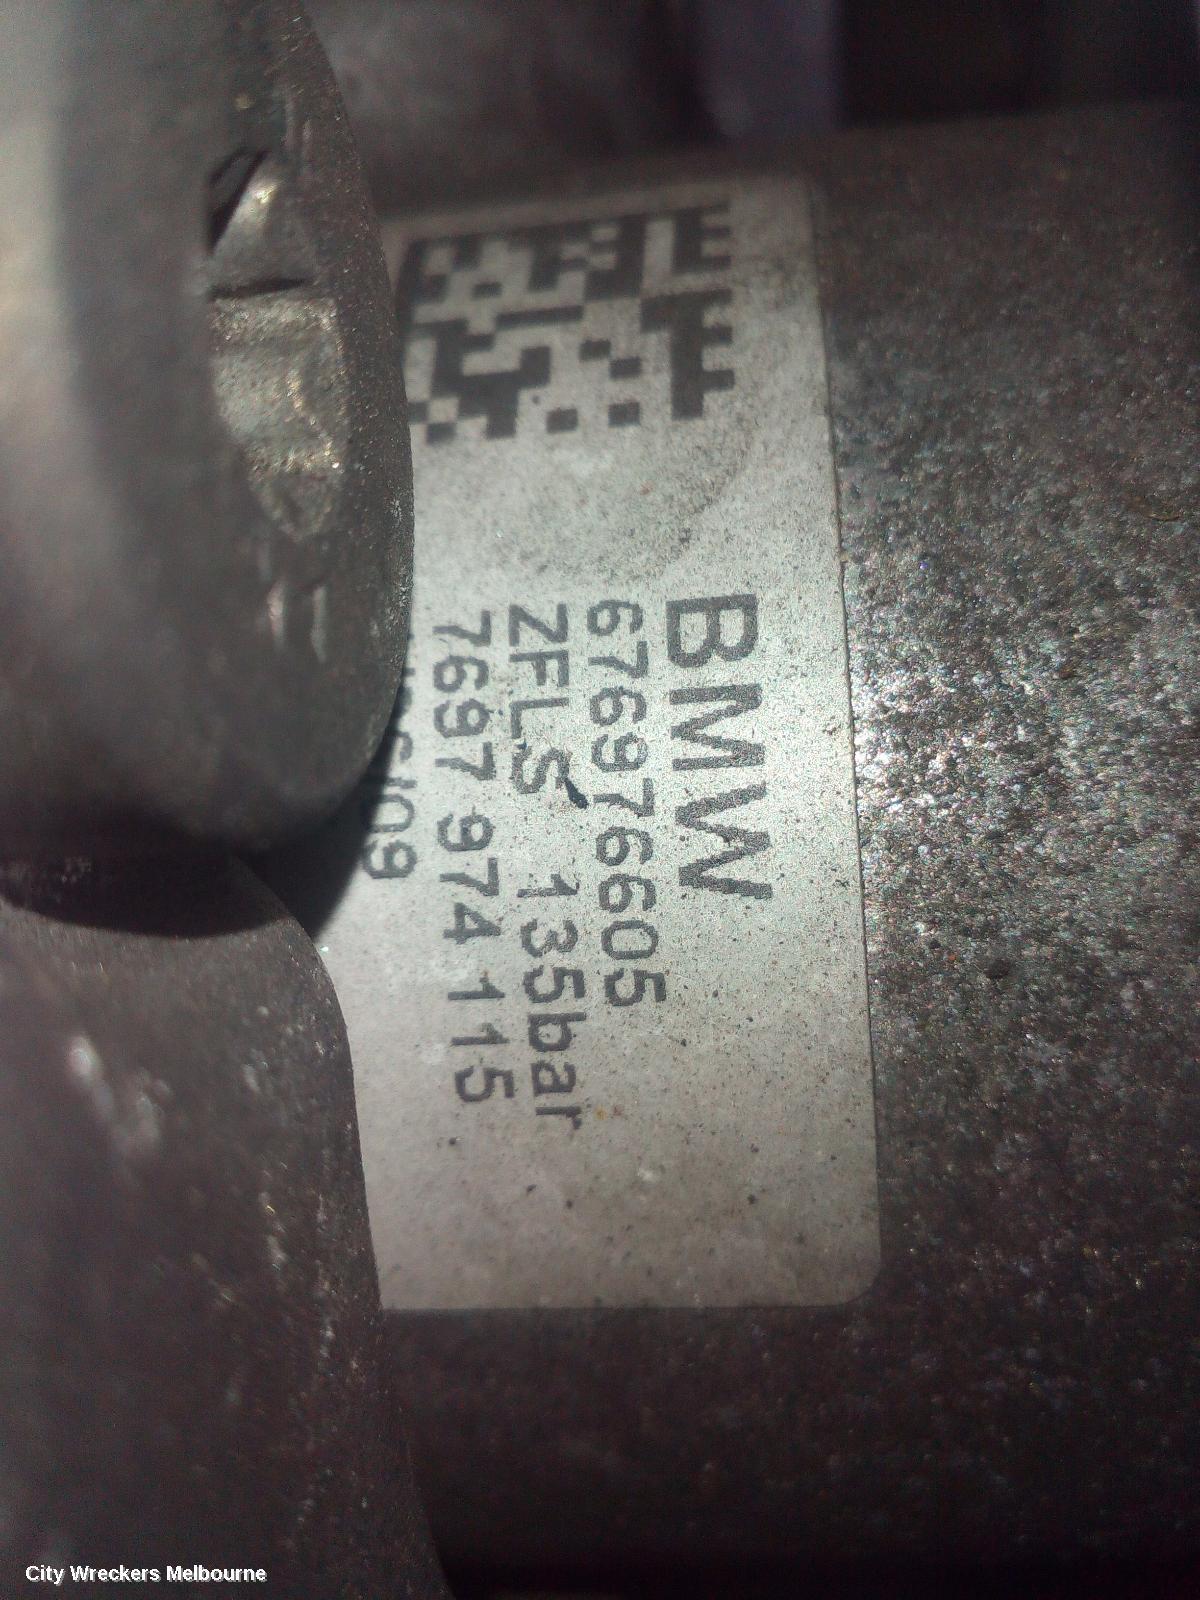 BMW
676976605
ZFLS 135bar
7697 974 115
City Wreckers Melbourne